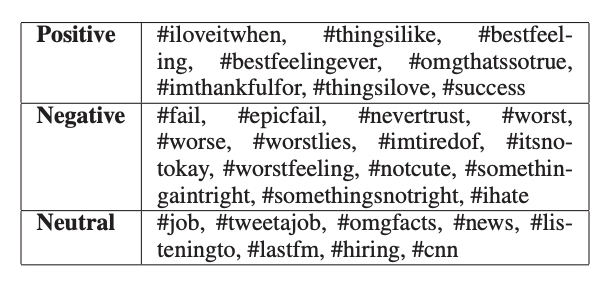 Positive #iloveitwhen, #thingsilike, #bestfeel-
ing, #bestfeelingever, #omgthatssotrue,
#imthankfulfor, #thingsilove, #success
Negative #fail, #epicfail, #nevertrust, #worst,
#worse, #worstlies, #imtiredof, #itsno-
tokay, #worstfeeling, #notcute, #somethin-
gaintright, #somethingsnotright, #ihate
Neutral #job, #tweetajob, #omgfacts, #news, #lis-
teningto, #lastfm, #hiring, #cnn